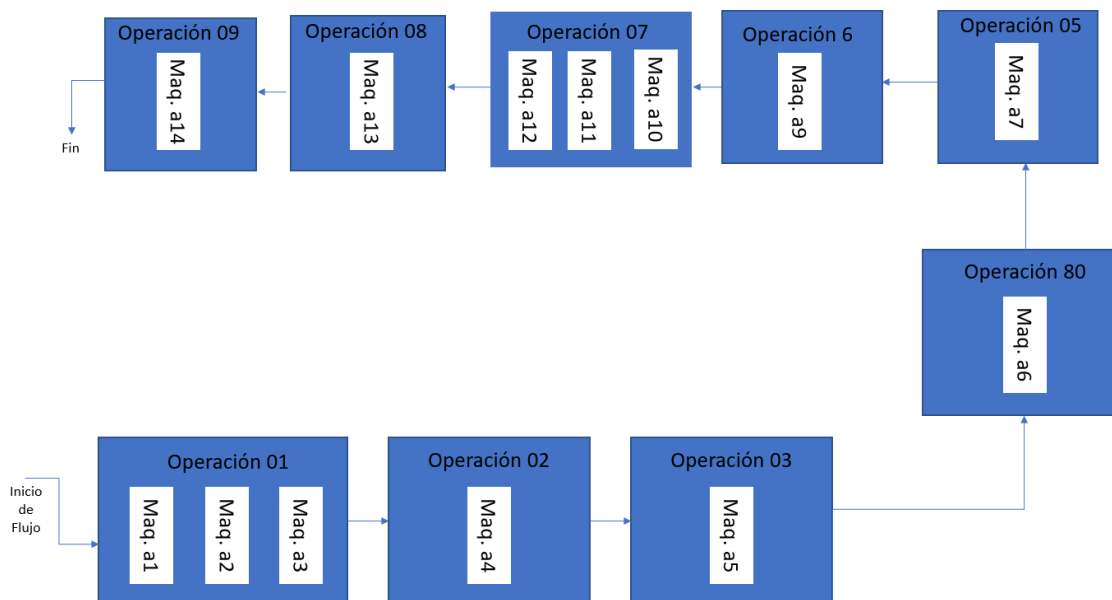 Operación 09
Operación 08
Operación 07
Operación 6
Operación 05
Maq. a14
Maq. a13
Maq. a12
Maq. a11
Maq. a10
Maq. a9
Maq. a7
Fin
Operación 80
Maq. a6
Operación 01
Operación 02
Operación 03
Inicio
de
Flujo
Maq. a1
Maq. a2
Maq. a3
Maq. a4
Maq. a5